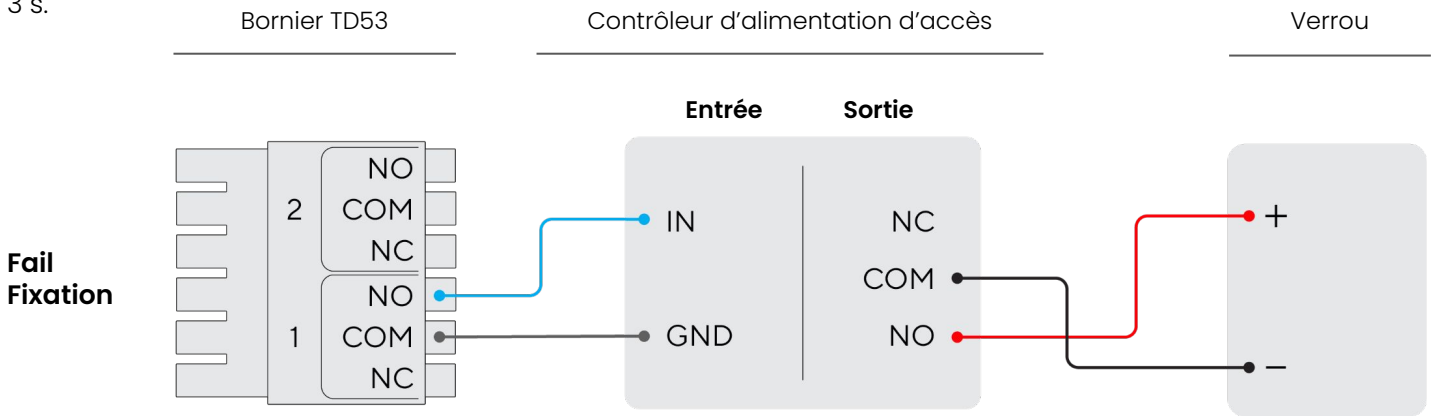 3 s.
Bornier TD53
Contrôleur d’alimentation d’accès
Verrou
Entrée
Sortie
Fail
Fixation
2
NO
COM
NC
1
NO
COM
NC
IN
GND
NC
COM
NO
+
−